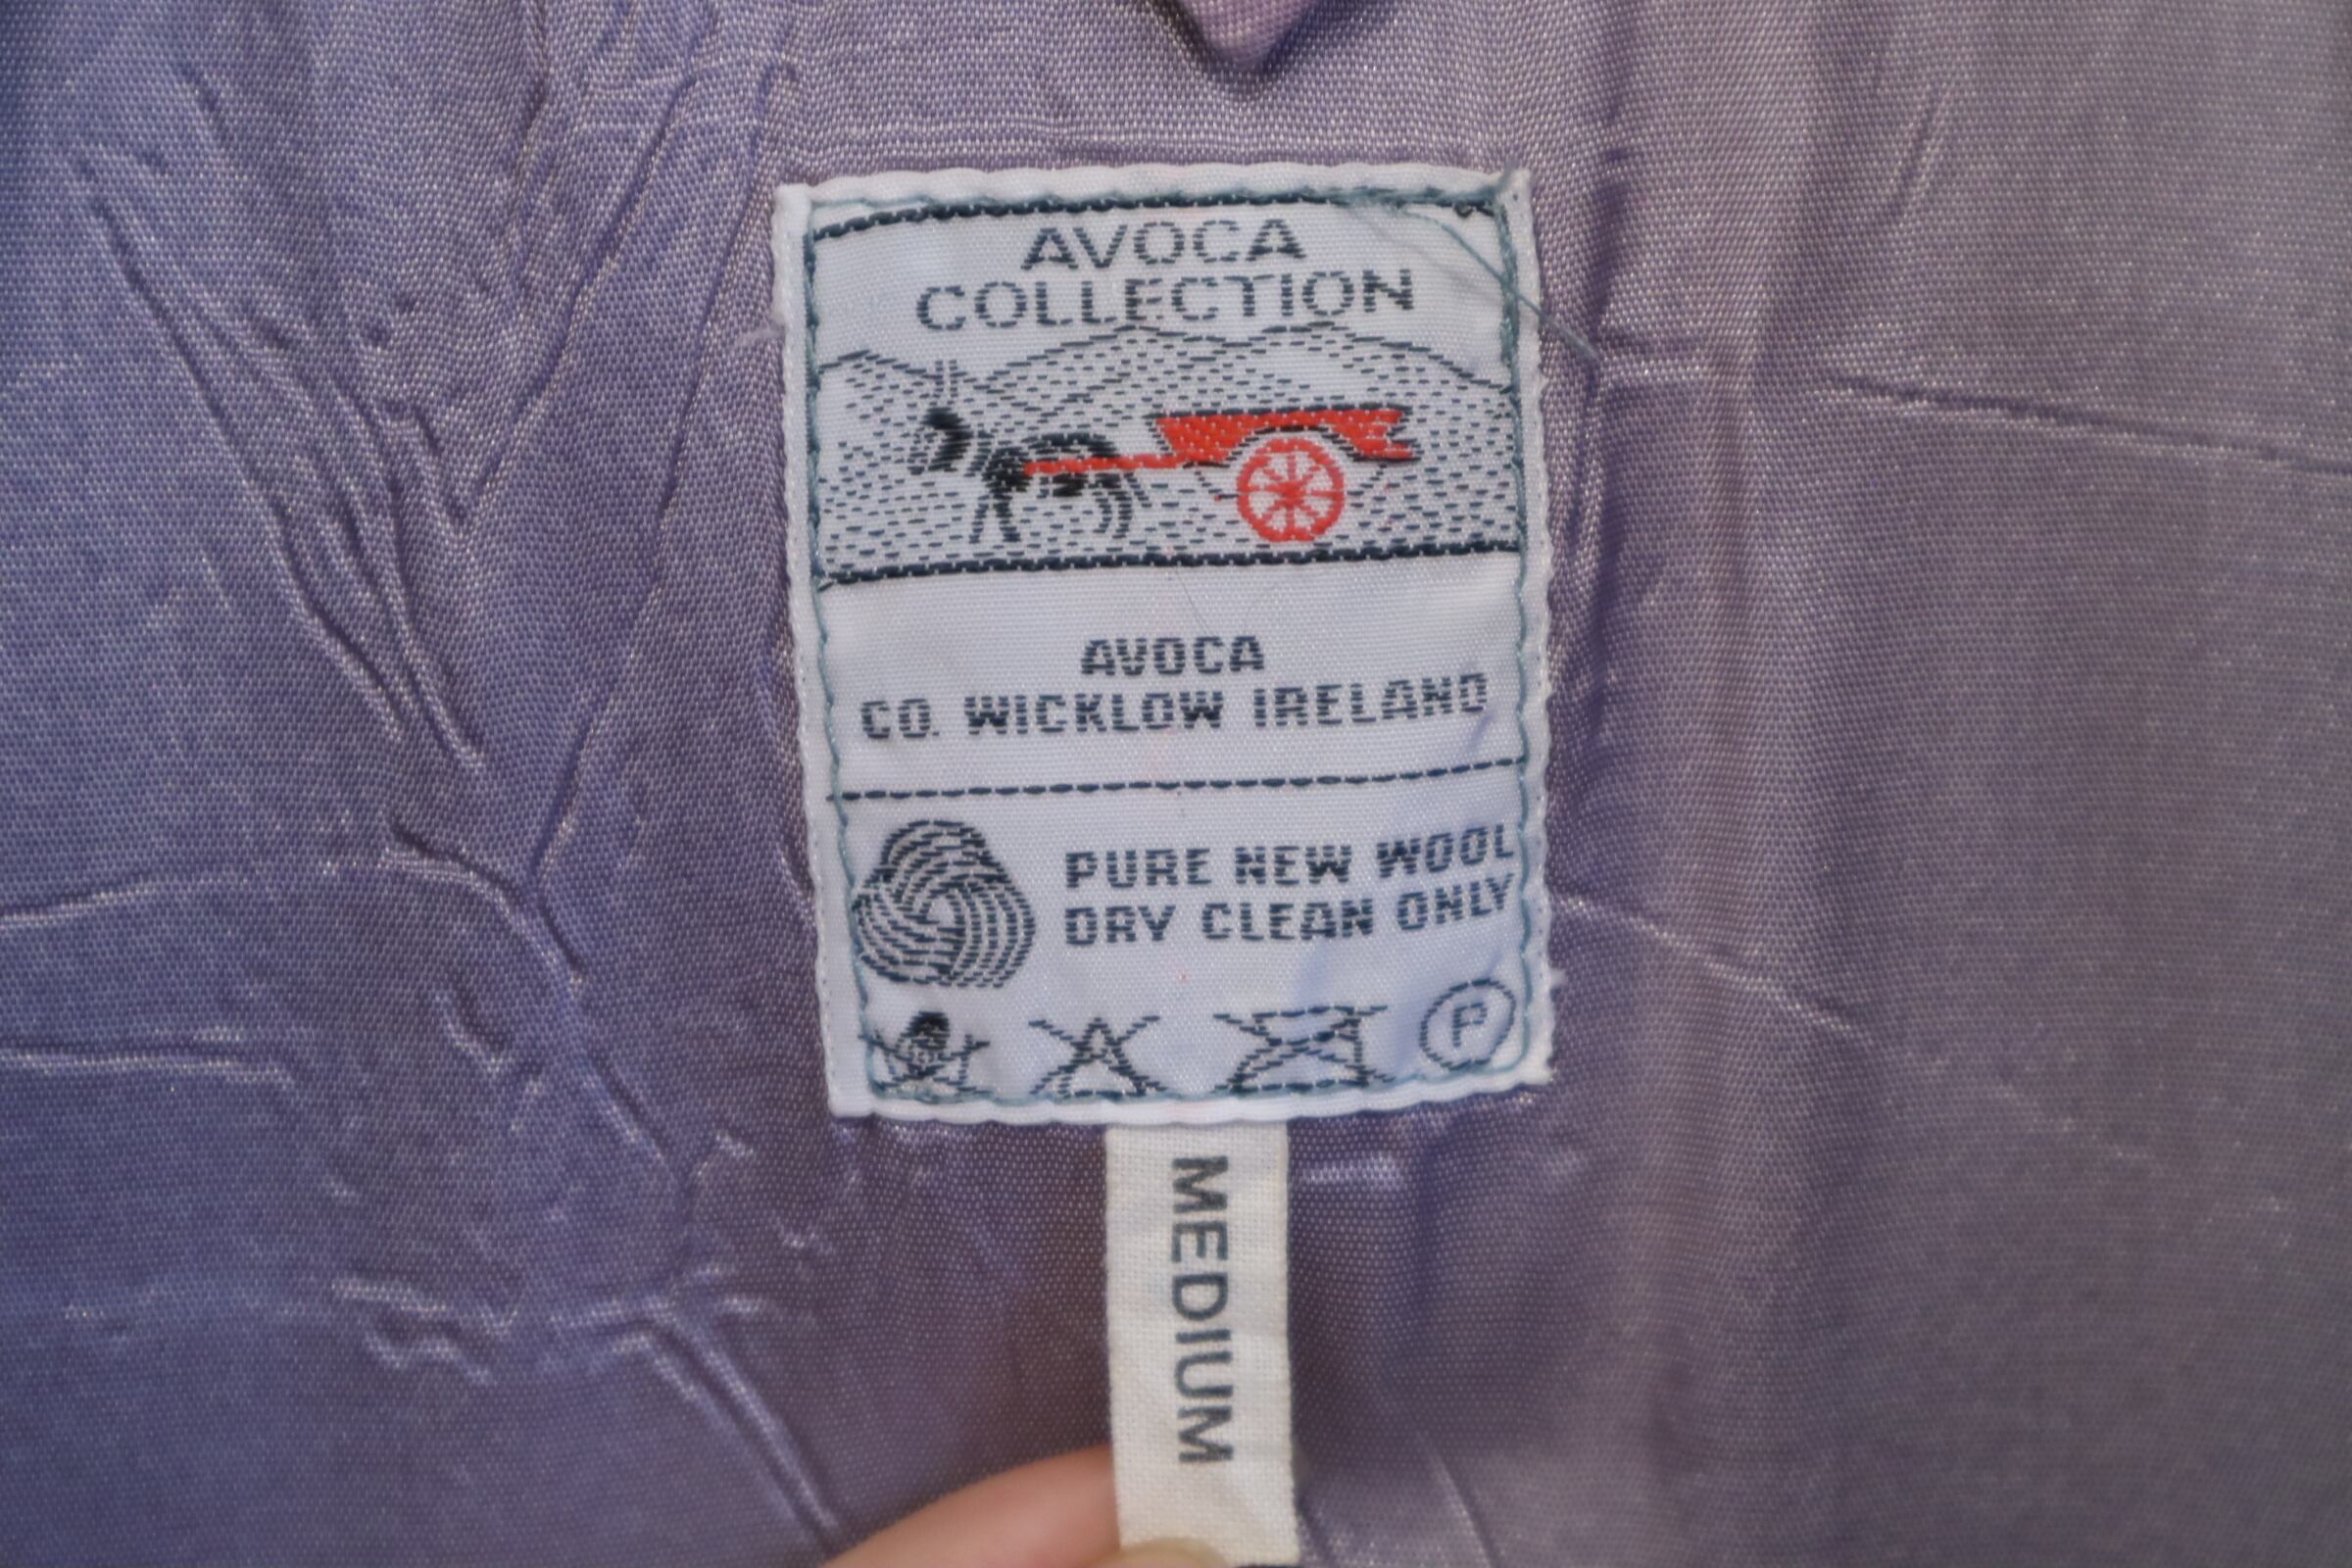 AVOCA
COLLECTION
AVOCA
CO. WICKLOW IRELAND
PURE NEW WOOL
DRY CLEAN ONLY
P
MEDIUM